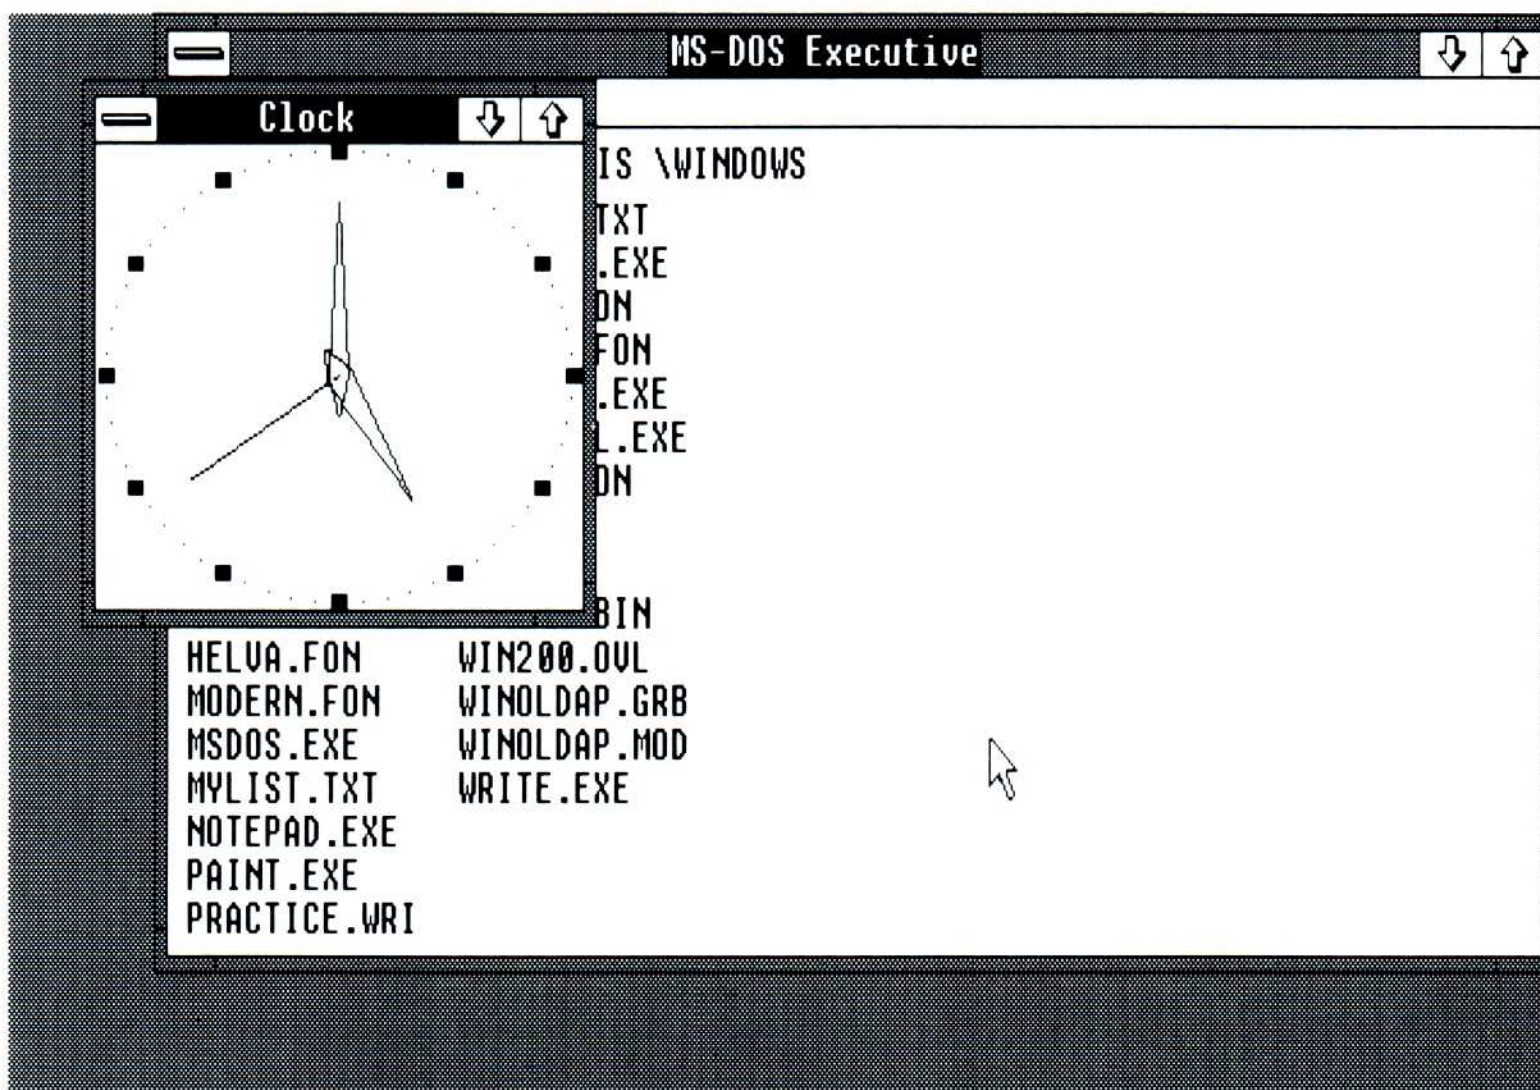 MS-DOS Executive
Clock
IS \WINDOWS
TXT
.EXE
ON
FON
.EXE
L.EXE
ON
BIN
HELVA.FON WIN200.OVL
MODERN.FON WINOLDAP.GRB
MSDOS.EXE WINOLDAP.MOD
MYLIST.TXT WRITE.EXE
NOTEPAD.EXE
PAINT.EXE
PRACTICE.WRI